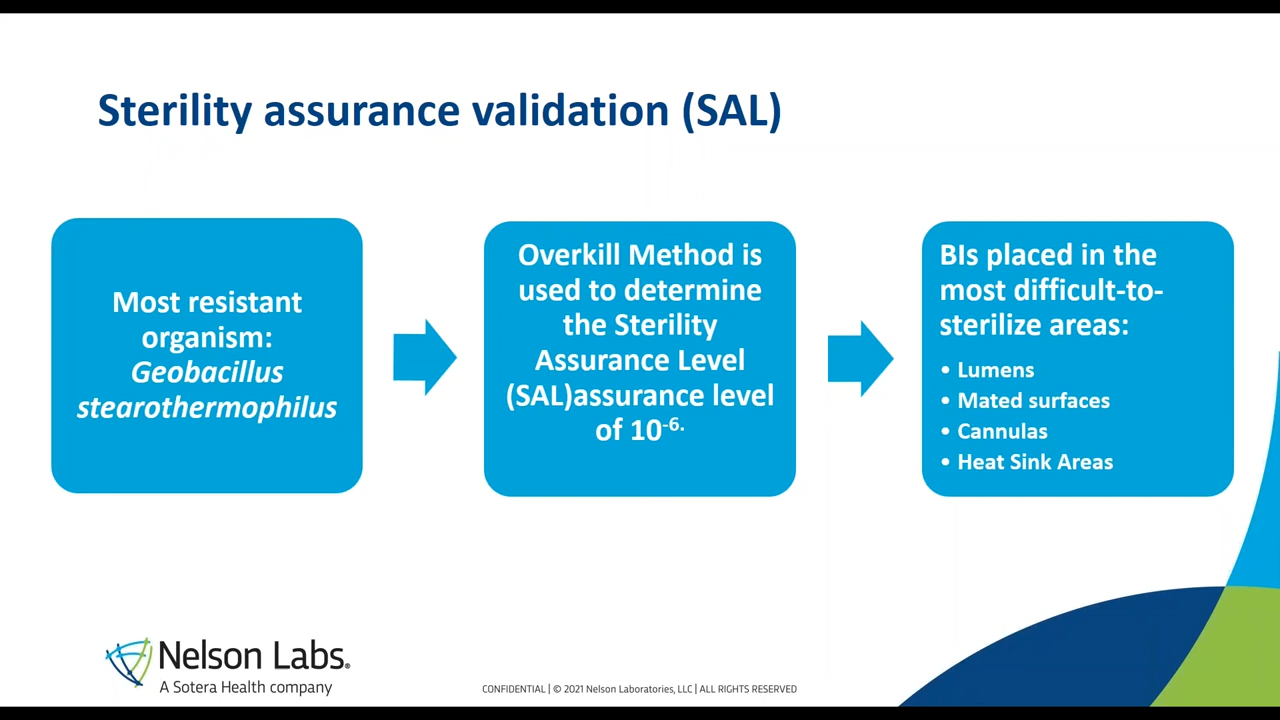 Sterility assurance validation (SAL)
Most resistant
organism:
Geobacillus
stearothermophilus
Overkill Method is
used to determine
the Sterility
Assurance Level
(SAL)assurance level
of 10-6.
BIs placed in the
most difficult-to-
sterilize areas:
• Lumens
• Mated surfaces
• Cannulas
• Heat Sink Areas
Nelson Labs®
A Sotera Health company
CONFIDENTIAL | © 2021 Nelson Laboratories, LLC | ALL RIGHTS RESERVED